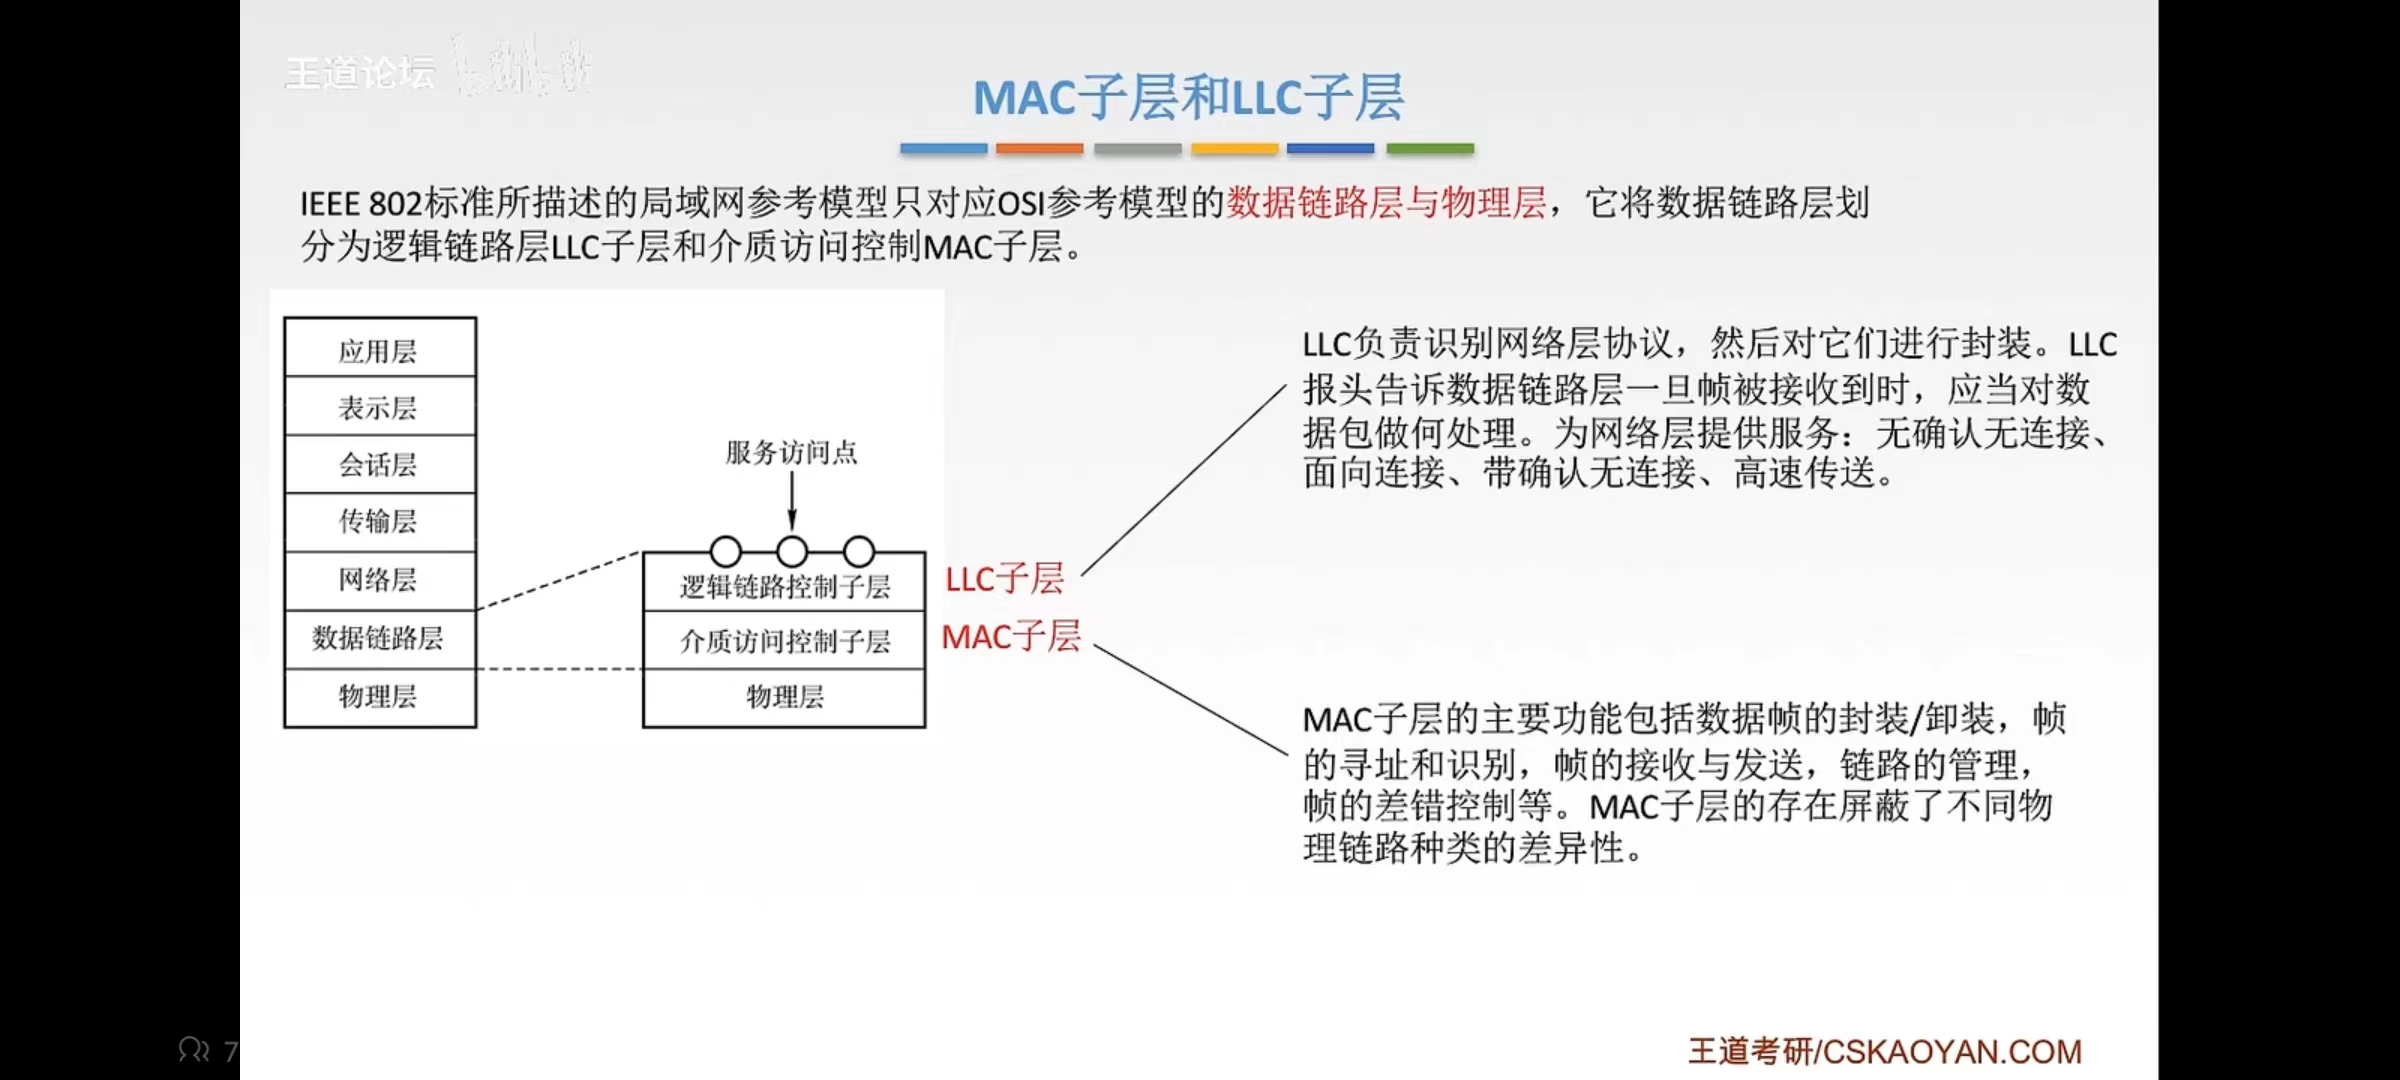 王道论坛 bilibili
MAC子层和LLC子层
IEEE 802标准所描述的局域网参考模型只对应OSI参考模型的数据链路层与物理层，它将数据链路层划
分为逻辑链路层LLC子层和介质访问控制MAC子层。
应用层
表示层
会话层
传输层
网络层
数据链路层
物理层
服务访问点
逻辑链路控制子层
介质访问控制子层
物理层
LLC子层
MAC子层
LLC负责识别网络层协议，然后对它们进行封装。LLC
报头告诉数据链路层一旦帧被接收到时，应当对数
据包做何处理。为网络层提供服务：无确认无连接、
面向连接、带确认无连接、高速传送。
MAC子层的主要功能包括数据帧的封装/卸装，帧
的寻址和识别，帧的接收与发送，链路的管理，
帧的差错控制等。MAC子层的存在屏蔽了不同物
理链路种类的差异性。
7
王道考研/CSKAOYAN.COM